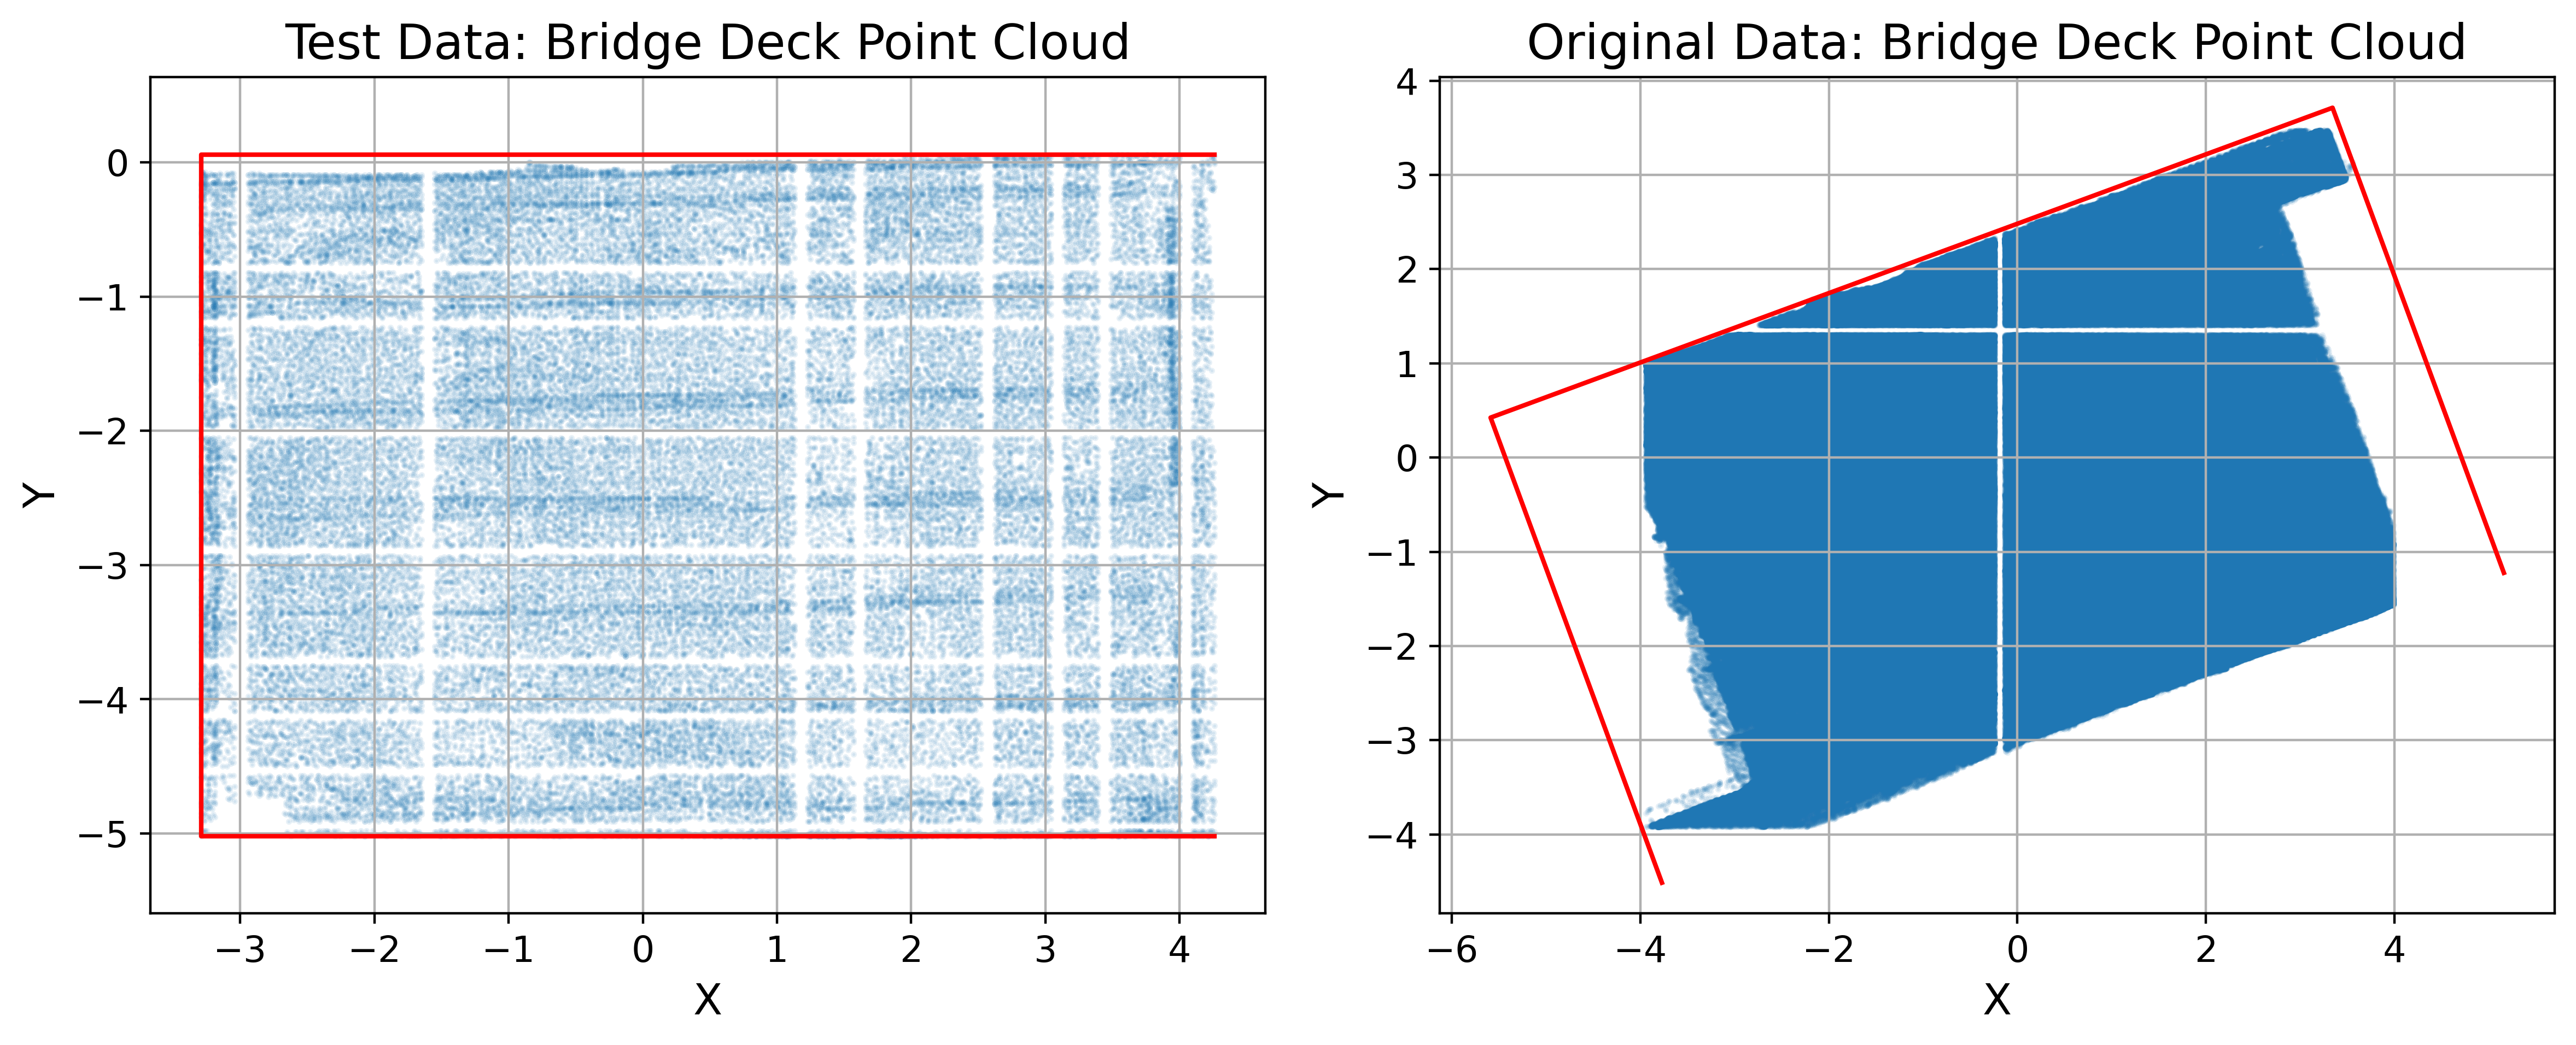 Test Data: Bridge Deck Point Cloud
0
−1
−2
−3
−4
−5
Y
−3 −2 −1 0 1 2 3 4
X
Original Data: Bridge Deck Point Cloud
4
3
2
1
0
−1
−2
−3
−4
Y
−6 −4 −2 0 2 4
X